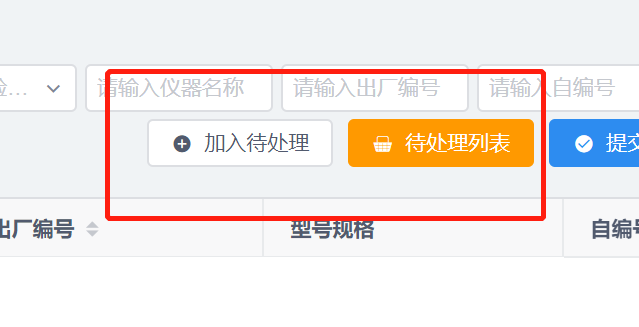 检... 请输入仪器名称 请输入出厂编号 请输入自编号
加入待处理 待处理列表 提交
出厂编号 型号规格 自编号